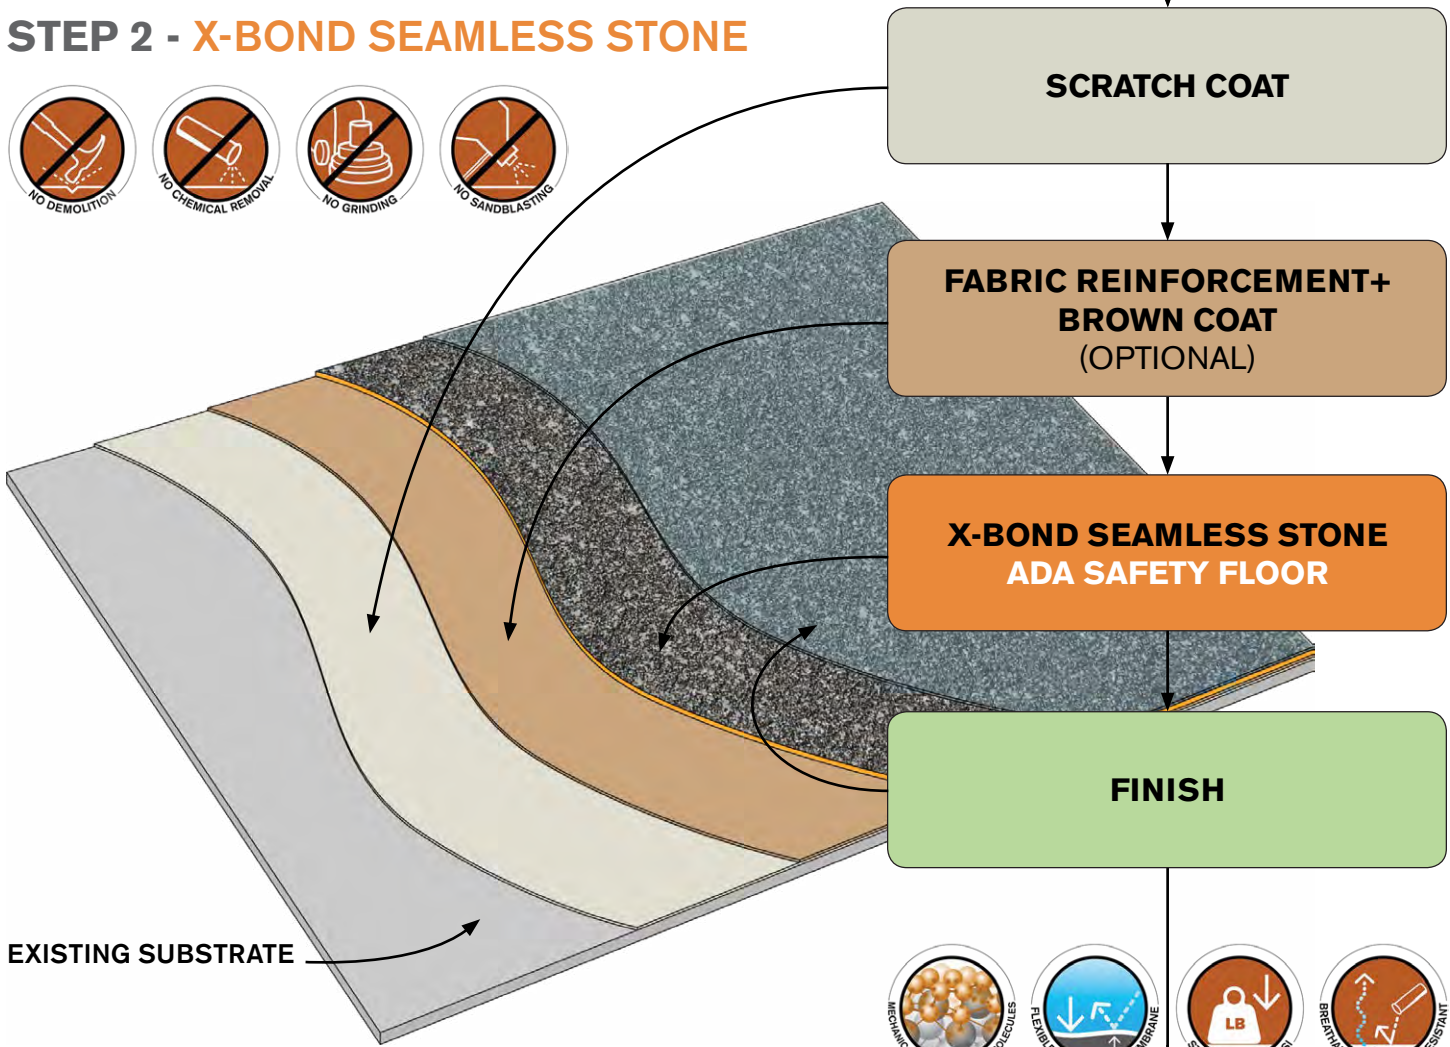 STEP 2 - X-BOND SEAMLESS STONE
NO DEMOLITION
NO CHEMICAL REMOVAL
NO GRINDING
NO SANDBLASTING
SCRATCH COAT
FABRIC REINFORCEMENT+
BROWN COAT
(OPTIONAL)
X-BOND SEAMLESS STONE
ADA SAFETY FLOOR
FINISH
EXISTING SUBSTRATE
FLEXIBLE
LB